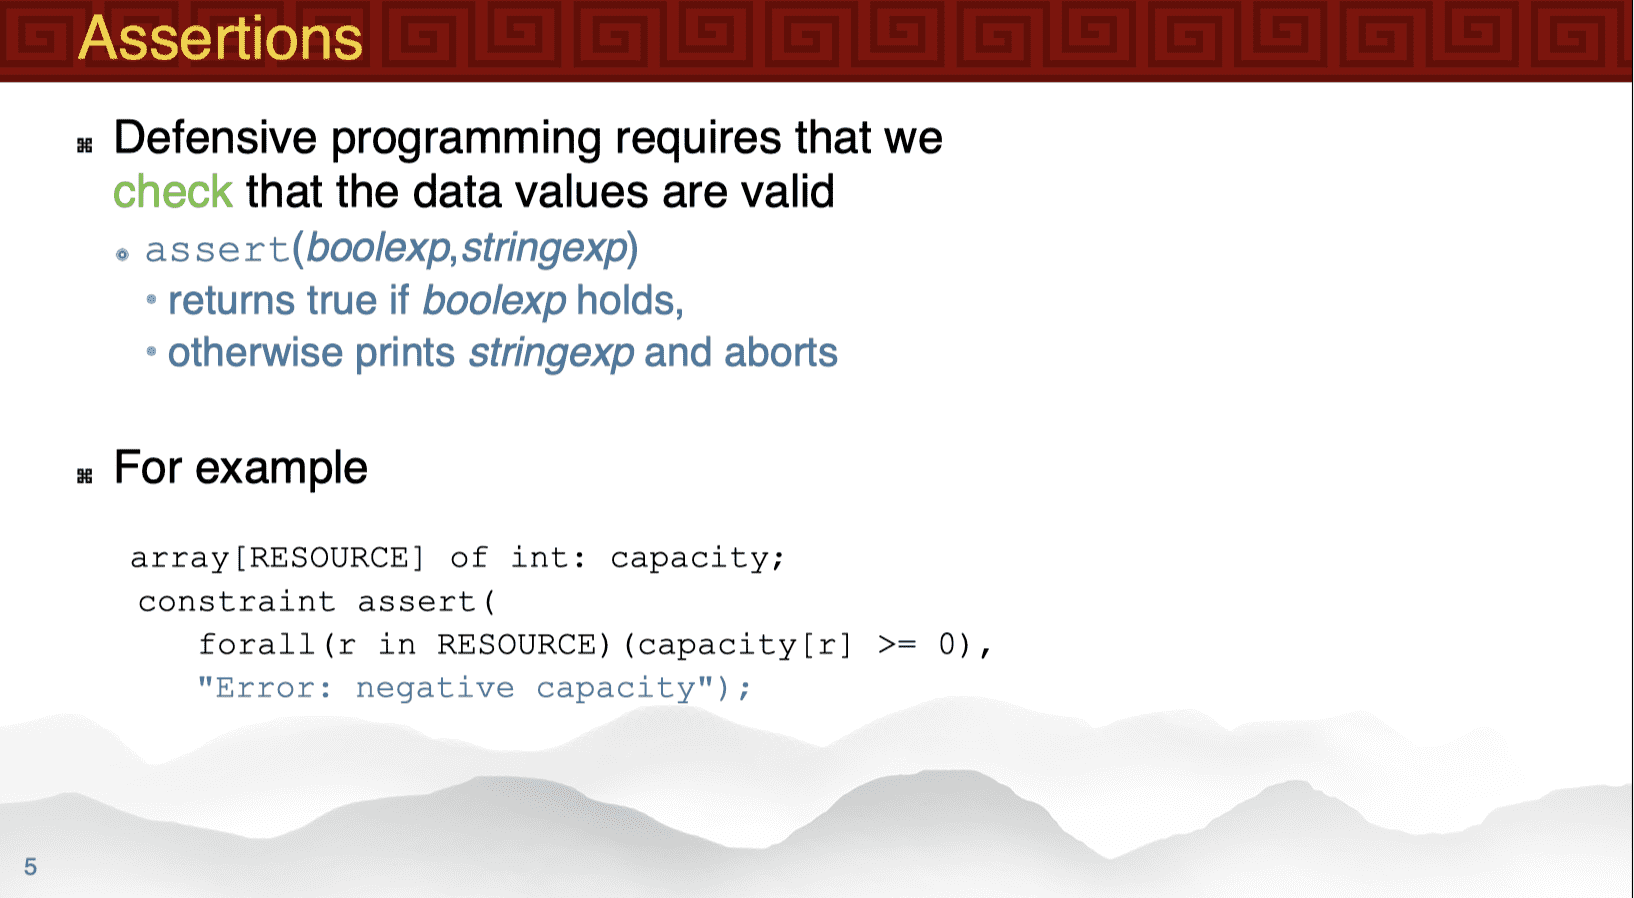 Assertions
Defensive programming requires that we
check that the data values are valid
assert(boolexp,stringexp)
returns true if boolexp holds,
otherwise prints stringexp and aborts
For example
array[RESOURCE] of int: capacity;
constraint assert(
forall(r in RESOURCE)(capacity[r] >= 0),
"Error: negative capacity");
5